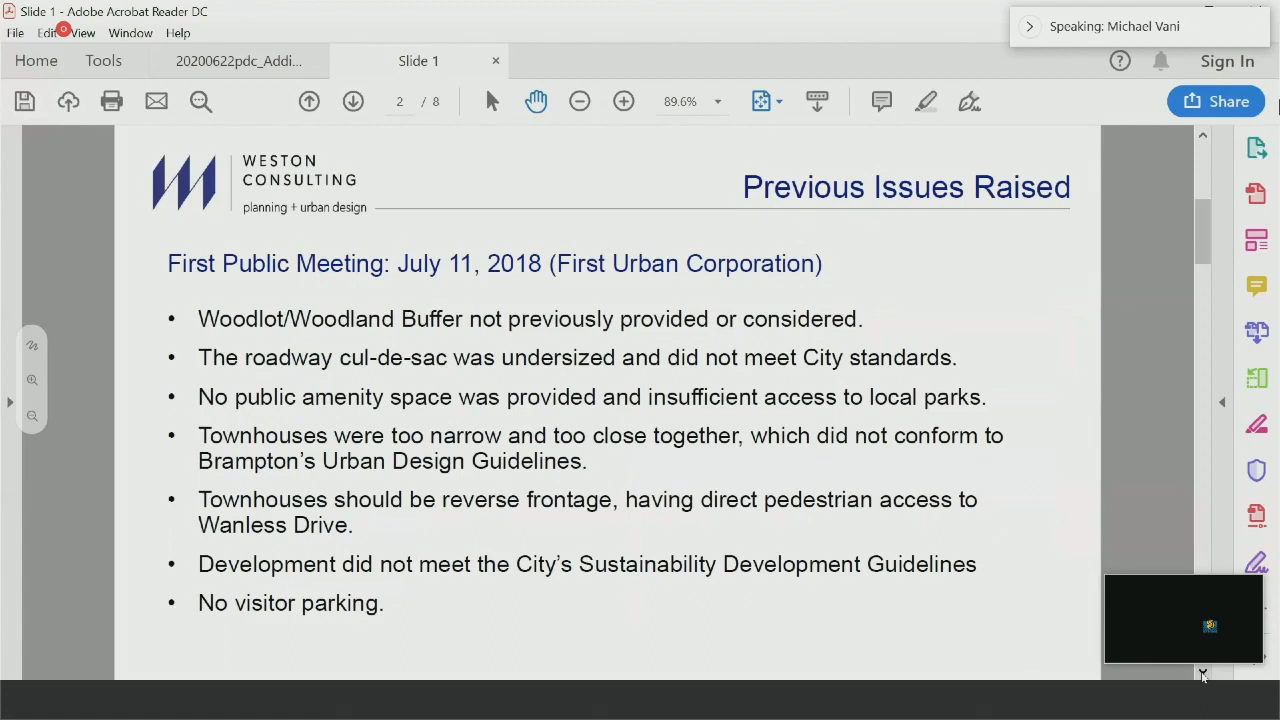 Slide 1 - Adobe Acrobat Reader DC
File Edit View Window Help
Speaking: Michael Vani
Home Tools 20200622pdc_Addi... Slide 1 × Sign In
2 / 8 89.6% Share
WESTON
CONSULTING
planning + urban design
Previous Issues Raised
First Public Meeting: July 11, 2018 (First Urban Corporation)
• Woodlot/Woodland Buffer not previously provided or considered.
• The roadway cul-de-sac was undersized and did not meet City standards.
• No public amenity space was provided and insufficient access to local parks.
• Townhouses were too narrow and too close together, which did not conform to
Brampton’s Urban Design Guidelines.
• Townhouses should be reverse frontage, having direct pedestrian access to
Wanless Drive.
• Development did not meet the City’s Sustainability Development Guidelines
• No visitor parking.